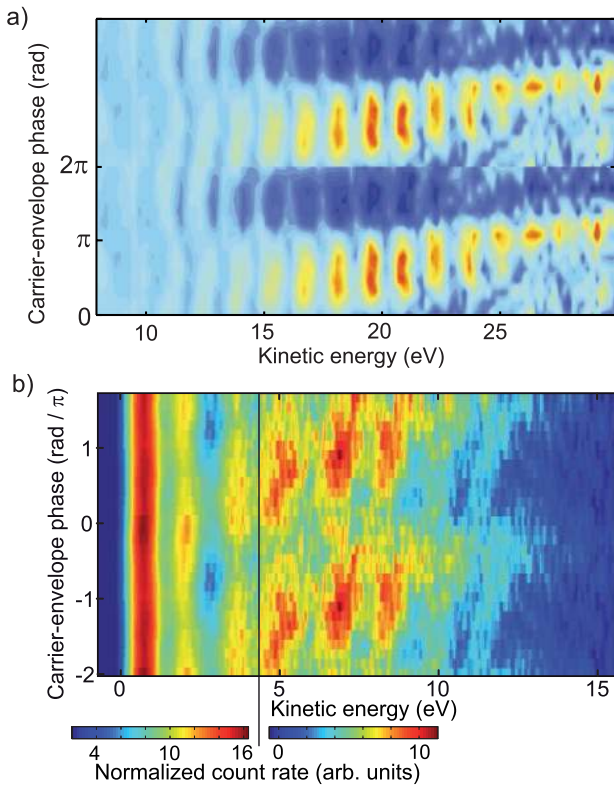 a)
Carrier-envelope phase (rad)
2π
π
0
10 15 20 25
Kinetic energy (eV)
b)
Carrier-envelope phase (rad / π)
1
0
-1
-2
0 5 10 15
Kinetic energy (eV)
4 10 16 0 10
Normalized count rate (arb. units)